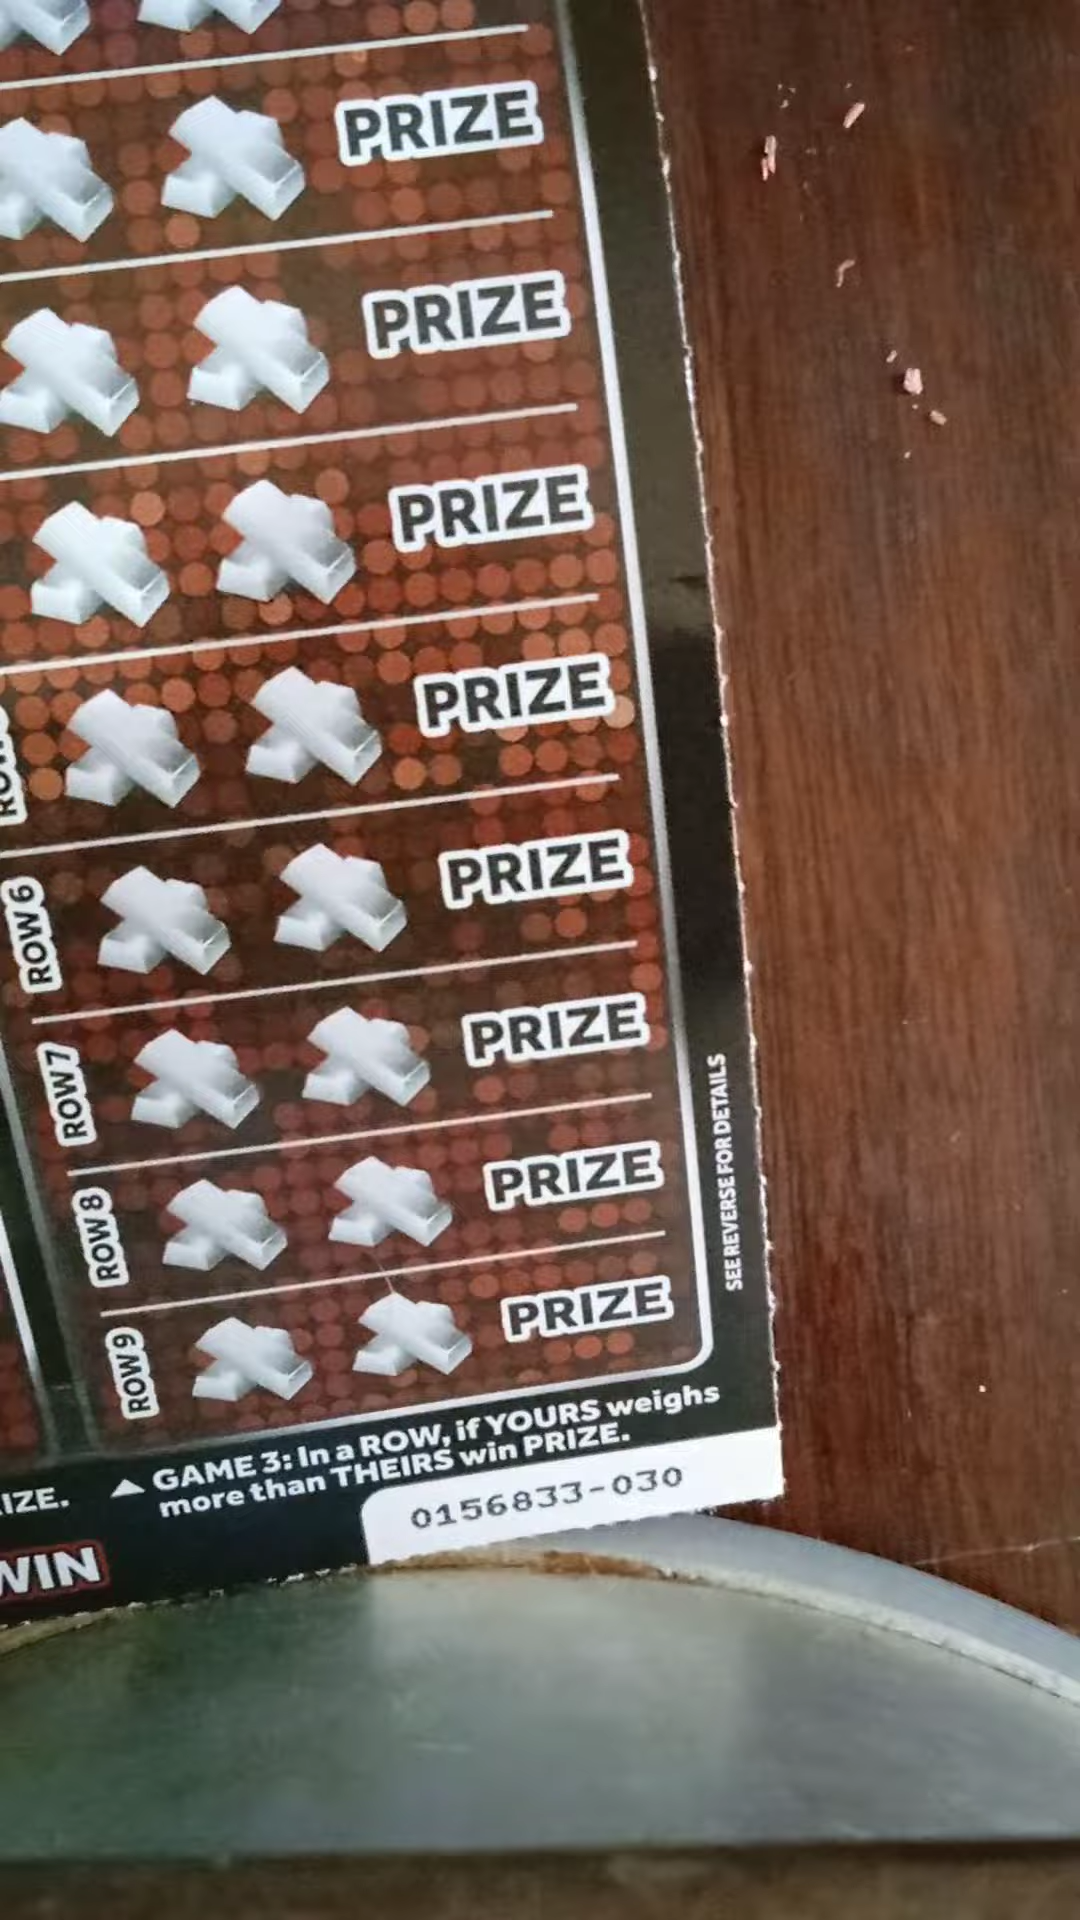 PRIZE
PRIZE
PRIZE
PRIZE
ROW 6
PRIZE
ROW 7
PRIZE
ROW 8
PRIZE
ROW 9
PRIZE
SEE REVERSE FOR DETAILS
GAME 3: In a ROW, if YOURS weighs
more than THEIRS win PRIZE.
IZE.
0156833-030
WIN